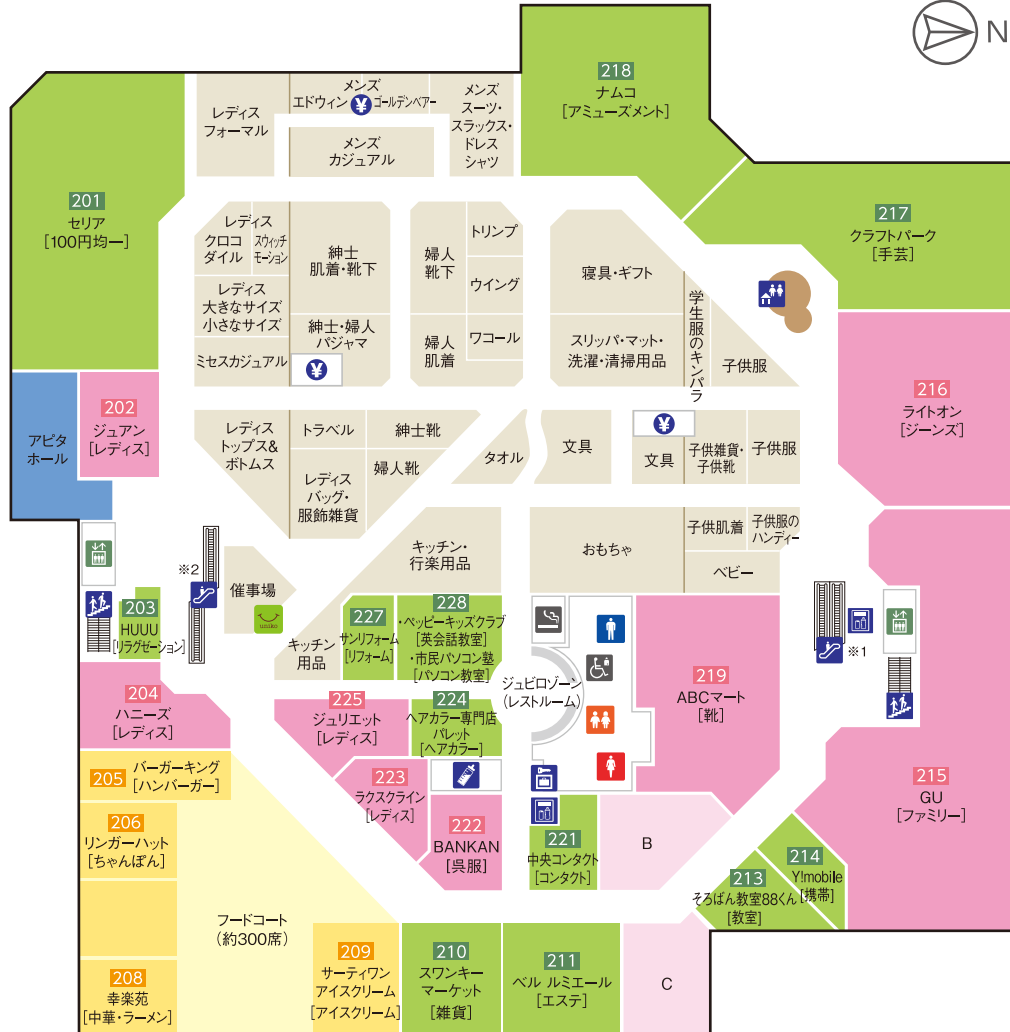 N
218
ナムコ
[アミューズメント]
メンズ
エドウィン
¥
ゴールデンベアー
レディス
フォーマル
メンズ
カジュアル
メンズ
スーツ・
スラックス・
ドレス
シャツ
201
セリア
[100円均一]
217
クラフトパーク
[手芸]
レディス
クロコ
ダイル
スウィッチ
モーション
紳士
肌着・靴下
婦人
靴下
トリンプ
ウイング
寝具・ギフト
学生服のキンパラ
レディス
大きなサイズ
小さなサイズ
紳士・婦人
パジャマ
¥
ミセスカジュアル
婦人
肌着
ワコール
スリッパ・マット・
洗濯・清掃用品
子供服
216
ライトオン
[ジーンズ]
アピタ
ホール
202
ジュアン
[レディス]
レディス
トップス&
ボトムス
トラベル
紳士靴
レディス
バッグ・
服飾雑貨
婦人靴
タオル
文具
¥
文具
子供雑貨・
子供靴
子供服
キッチン・
行楽用品
おもちゃ
子供肌着
子供服の
ハンディー
ベビー
※2
催事場
uniko
203
HUUU
[リラグゼーション]
キッチン
用品
227
サンリフォーム
[リフォーム]
228
・ペッピーキッズクラブ
[英会話教室]
・市民パソコン塾
[パソコン教室]
ジュビロゾーン
(レストルーム)
219
ABCマート
[靴]
※1
204
ハニーズ
[レディス]
225
ジュリエット
[レディス]
224
ヘアカラー専門店
パレット
[ヘアカラー]
205
バーガーキング
[ハンバーガー]
223
ラクスクライン
[レディス]
215
GU
[ファミリー]
206
リンガーハット
[ちゃんぽん]
222
BANKAN
[呉服]
221
中央コンタクト
[コンタクト]
B
214
Y!mobile
[携帯]
213
そろばん教室88くん
[教室]
フードコート
(約300席)
208
幸楽苑
[中華・ラーメン]
209
サーティワン
アイスクリーム
[アイスクリーム]
210
スワンキー
マーケット
[雑貨]
211
ベル ルミエール
[エステ]
C